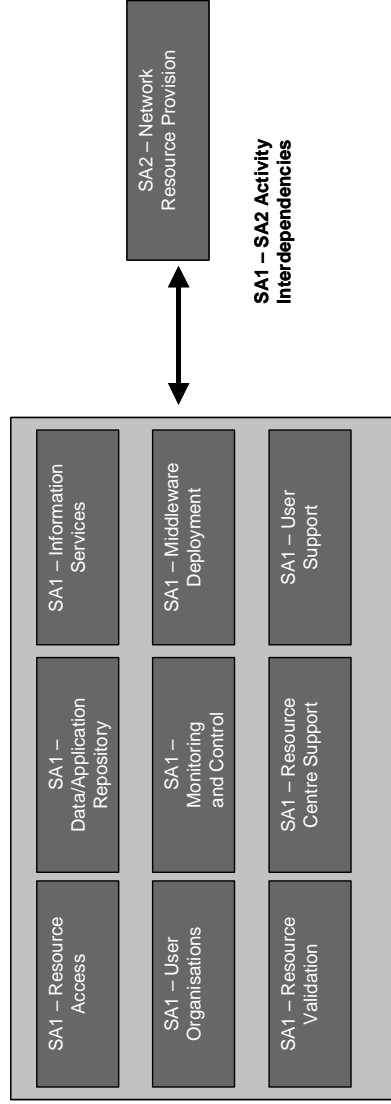 SA1 – Resource
Access
SA1 –
Data/Application
Repository
SA1 – Information
Services
SA1 – User
Organisations
SA1 –
Monitoring
and Control
SA1 – Middleware
Deployment
SA1 – Resource
Validation
SA1 – Resource
Centre Support
SA1 – User
Support
SA2 – Network
Resource Provision
SA1 – SA2 Activity
Interdependencies